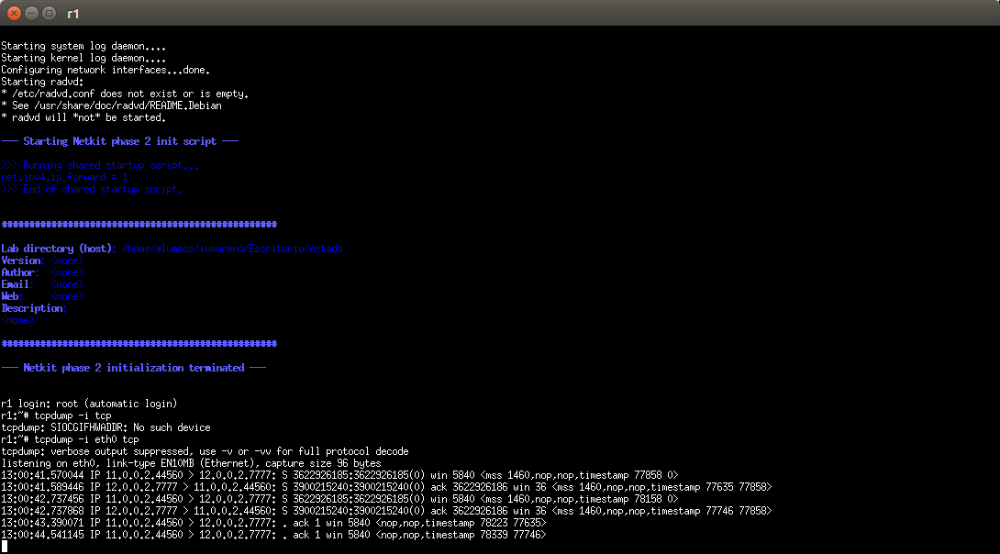 r1
Starting system log daemon....
Starting kernel log daemon....
Configuring network interfaces...done.
Starting radvd:
* /etc/radvd.conf does not exist or is empty.
* See /usr/share/doc/radvd/README.Debian
* radvd will *not* be started.
--- Starting Netkit phase 2 init script ---
>>> Running shared startup script...
net.ipv4.ip_forward = 1
>>> End of shared startup script.
##################################################
Lab directory (host): /home/alumnos/ivmoreno/Escritorio/estado
Version: <none>
Author: <none>
Email: <none>
Web: <none>
Description:
<none>
##################################################
--- Netkit phase 2 initialization terminated ---
r1 login: root (automatic login)
r1:~# tcpdump -i tcp
tcpdump: SIOCGIFHWADDR: No such device
r1:~# tcpdump -i eth0 tcp
tcpdump: verbose output suppressed, use -v or -vv for full protocol decode
listening on eth0, link-type EN10MB (Ethernet), capture size 96 bytes
13:00:41.570044 IP 11.0.0.2.44560 > 12.0.0.2.7777: S 3622926185:3622926185(0) win 5840 <mss 1460,nop,nop,timestamp 77858 0>
13:00:41.589446 IP 12.0.0.2.7777 > 11.0.0.2.44560: S 3900215240:3900215240(0) ack 3622926186 win 36 <mss 1460,nop,nop,timestamp 77635 77858>
13:00:42.737456 IP 11.0.0.2.44560 > 12.0.0.2.7777: S 3622926185:3622926185(0) win 5840 <mss 1460,nop,nop,timestamp 78158 0>
13:00:42.737868 IP 12.0.0.2.7777 > 11.0.0.2.44560: S 3900215240:3900215240(0) ack 3622926186 win 36 <mss 1460,nop,nop,timestamp 77746 77858>
13:00:43.390071 IP 11.0.0.2.44560 > 12.0.0.2.7777: . ack 1 win 5840 <nop,nop,timestamp 78223 77635>
13:00:44.541145 IP 11.0.0.2.44560 > 12.0.0.2.7777: . ack 1 win 5840 <nop,nop,timestamp 78339 77746>